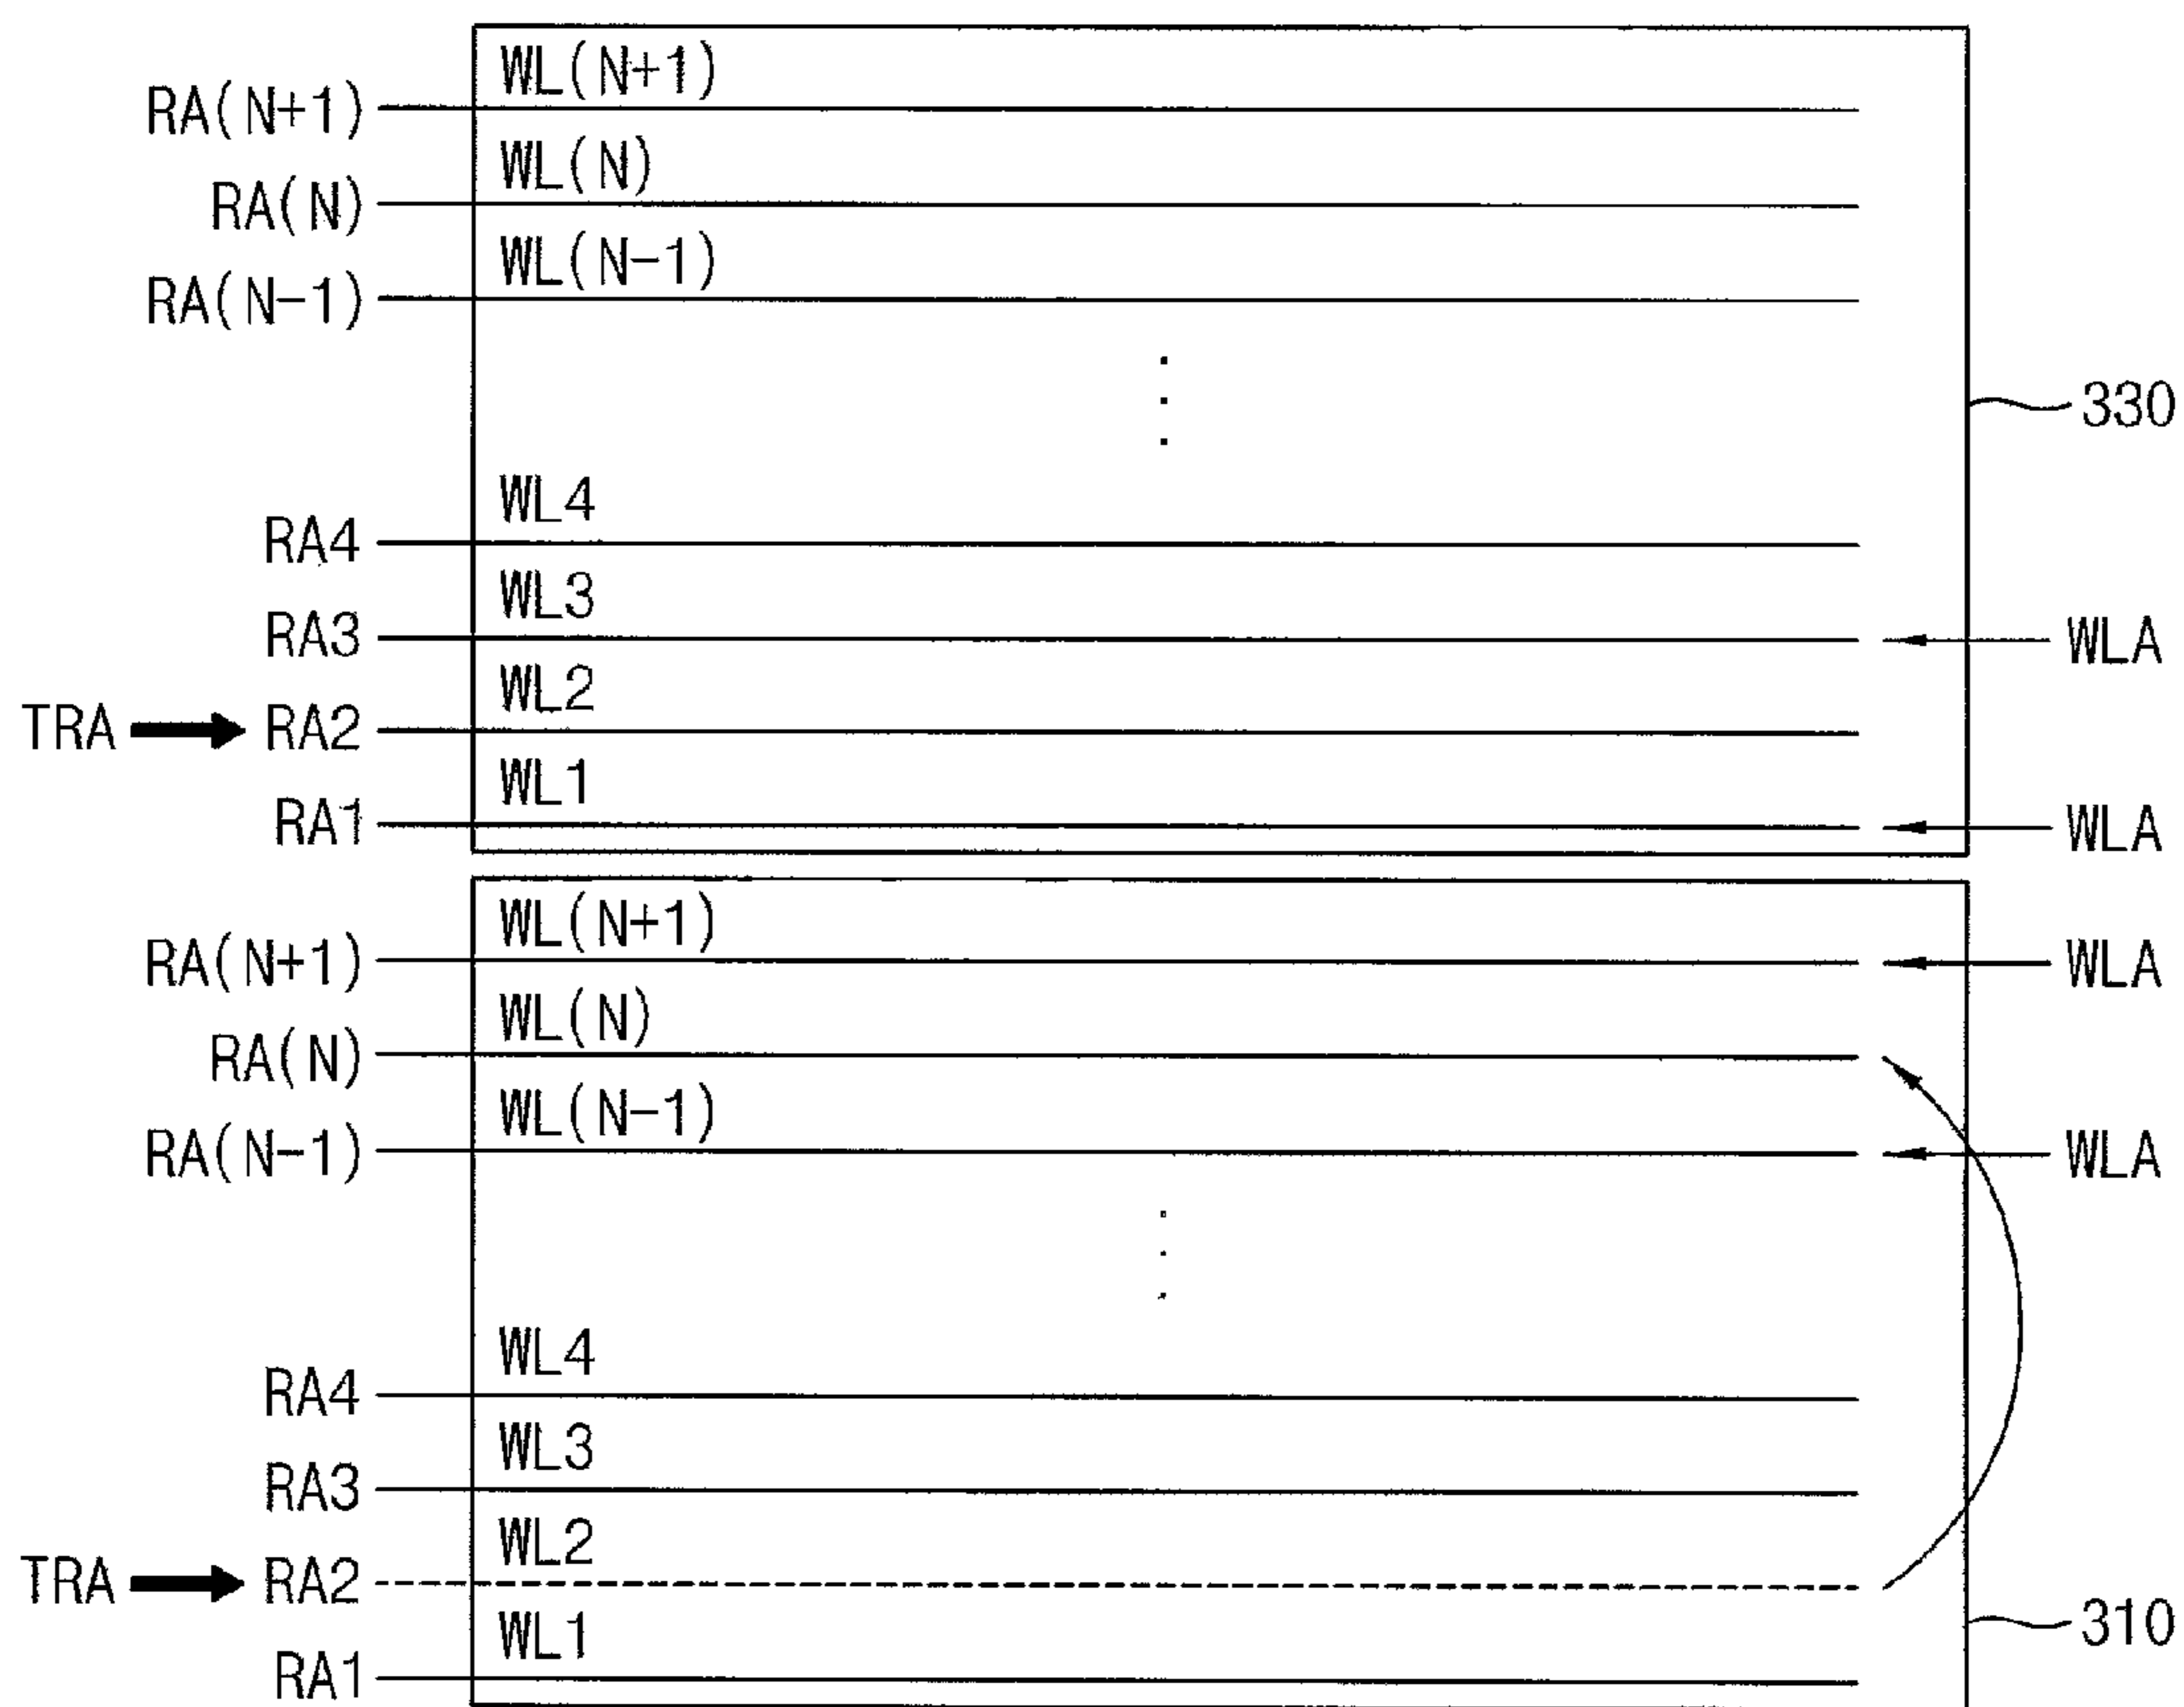 WL(N+1)
RA(N+1)
WL(N)
RA(N)
WL(N-1)
RA(N-1)
330
WL4
RA4
WL3
RA3 WLA
WL2
TRA RA2
WL1
RA1 WLA
WL(N+1)
RA(N+1) WLA
WL(N)
RA(N)
WL(N-1)
RA(N-1) WLA
WL4
RA4
WL3
RA3
WL2
TRA RA2
310
WL1
RA1